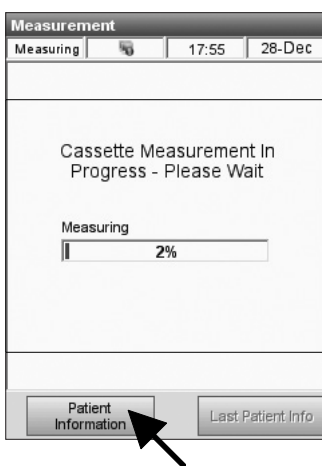 Measurement
Measuring 17:55 28-Dec
Cassette Measurement In
Progress - Please Wait
Measuring
2%
Patient
Information
Last Patient Info